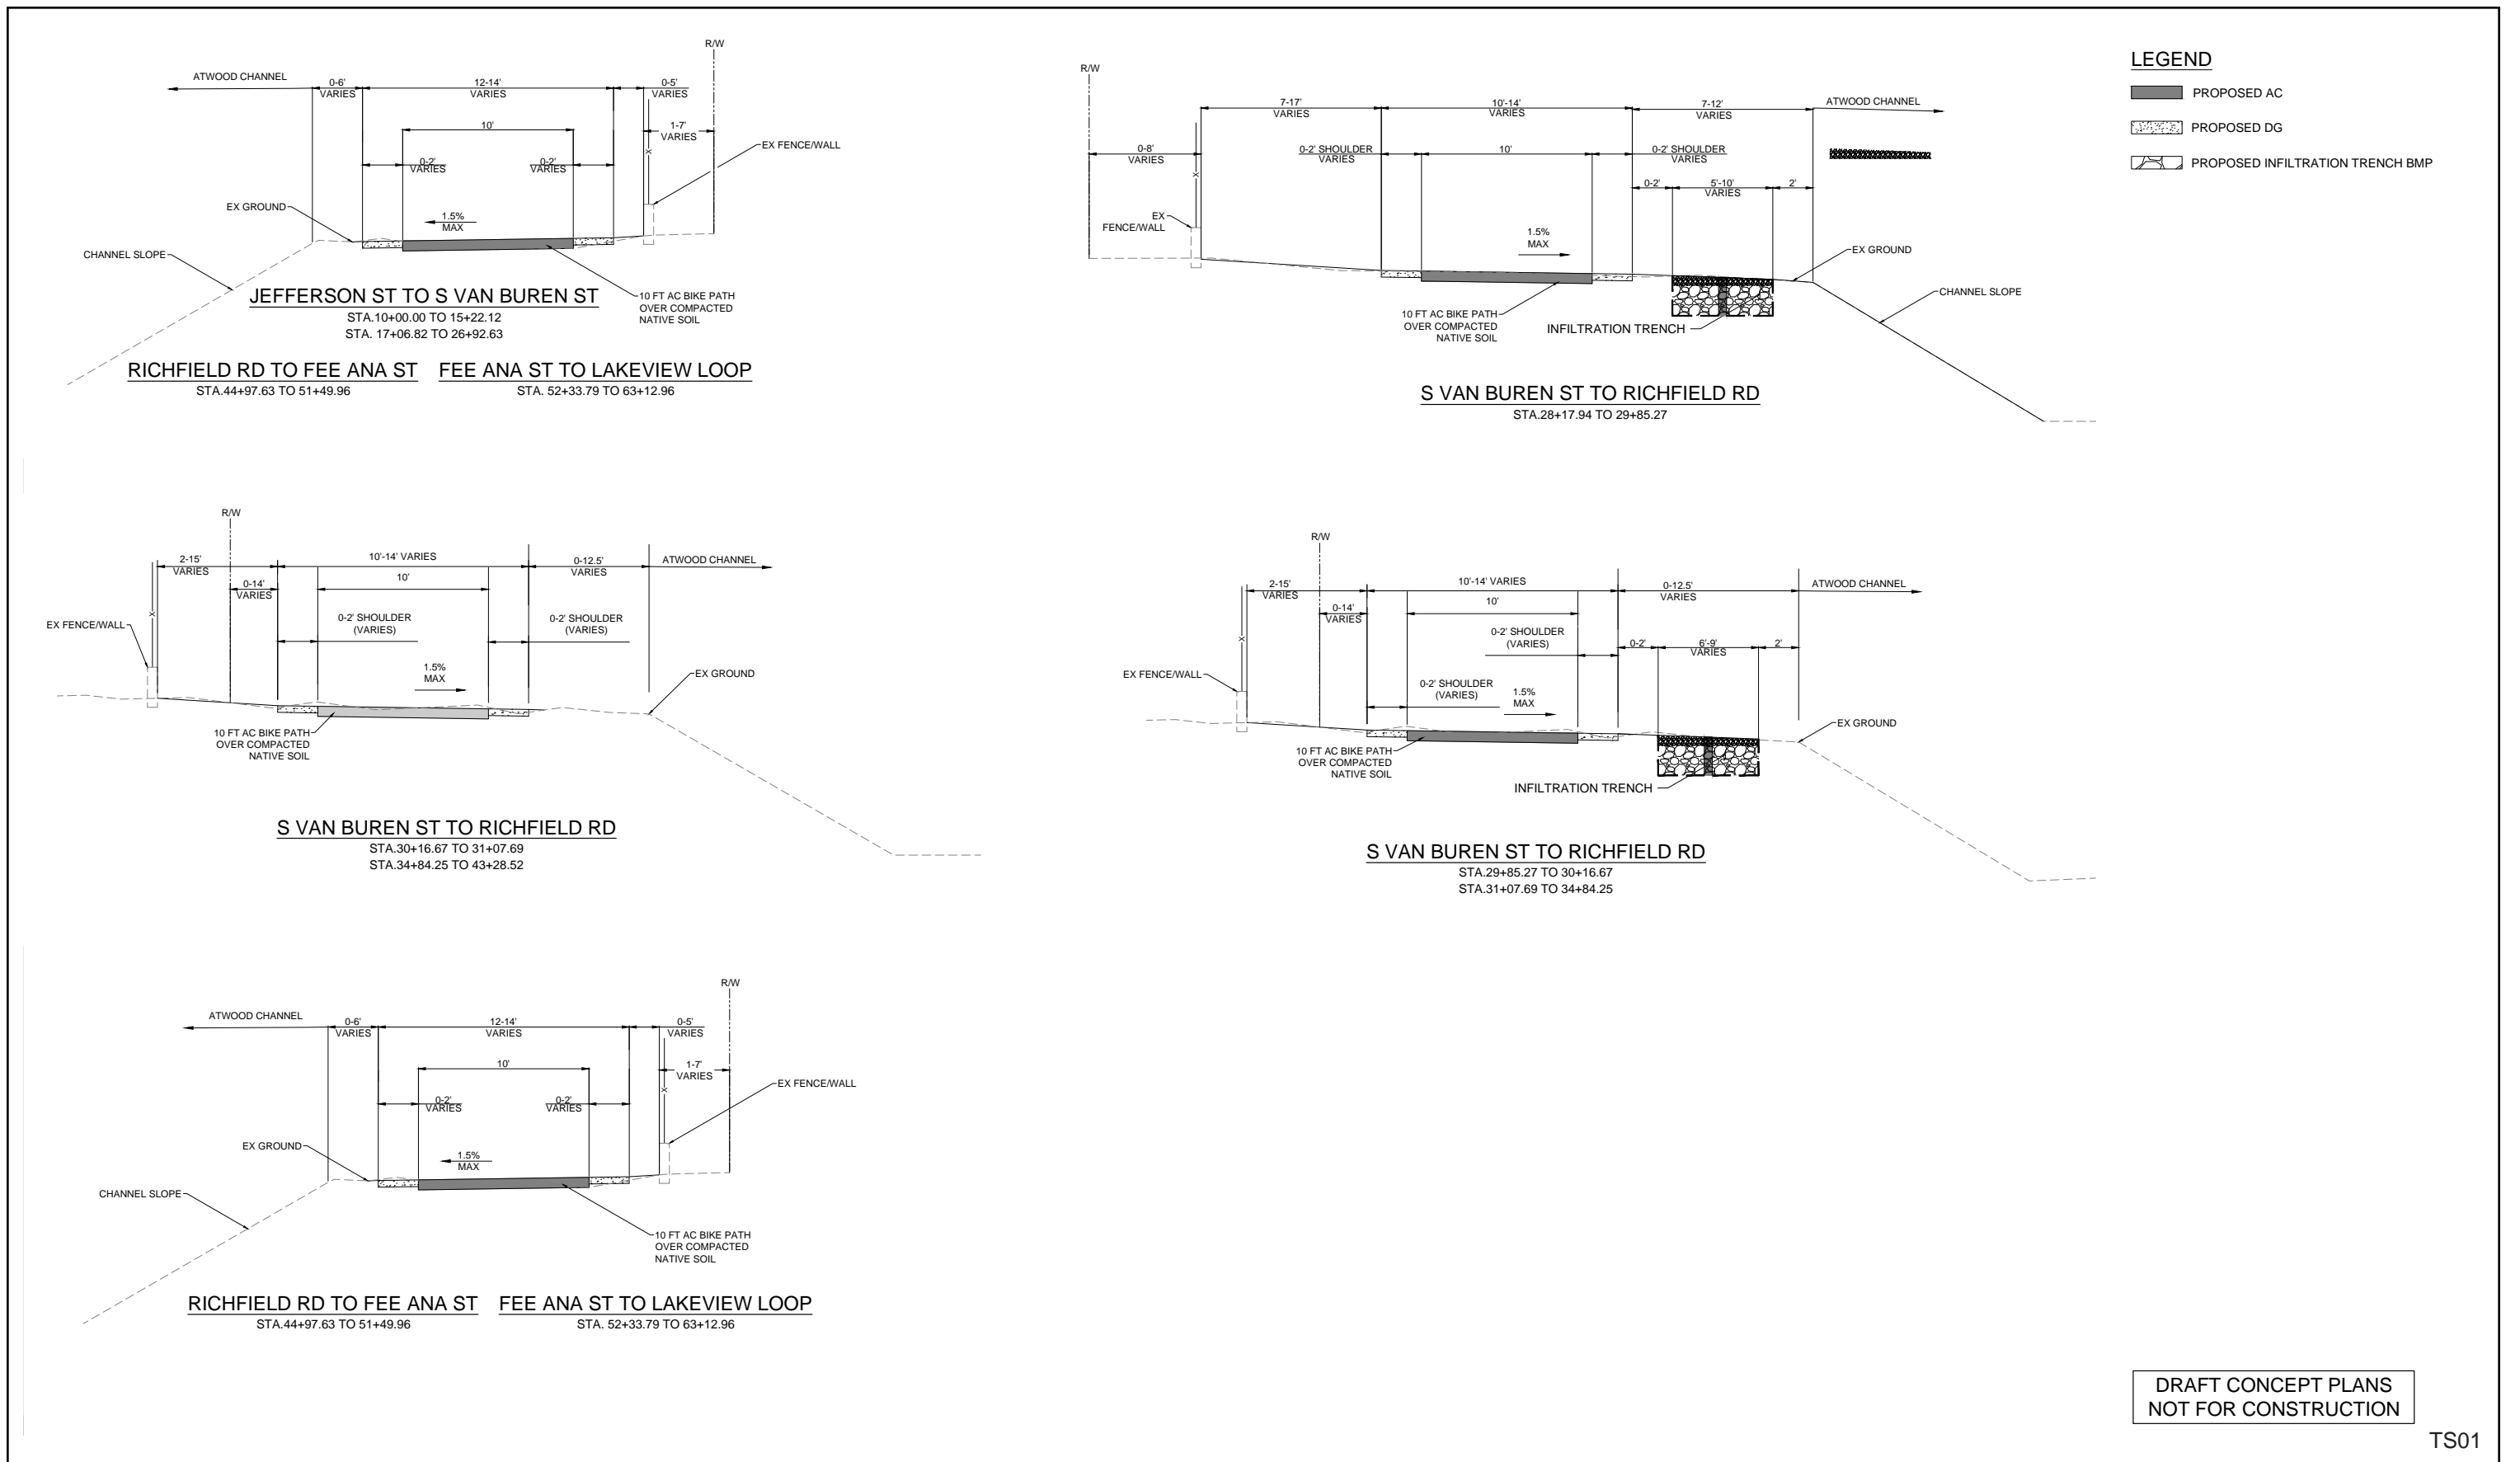 R/W
ATWOOD CHANNEL
0-6'
VARIES
12-14'
VARIES
0-5'
VARIES
10'
1-7'
VARIES
0-2'
VARIES
0-2'
VARIES
X
EX FENCE/WALL
EX GROUND
1.5%
MAX
CHANNEL SLOPE
10 FT AC BIKE PATH
OVER COMPACTED
NATIVE SOIL
JEFFERSON ST TO S VAN BUREN ST
STA.10+00.00 TO 15+22.12
STA. 17+06.82 TO 26+92.63
RICHFIELD RD TO FEE ANA ST
STA.44+97.63 TO 51+49.96
FEE ANA ST TO LAKEVIEW LOOP
STA. 52+33.79 TO 63+12.96
R/W
7-17'
VARIES
10'-14'
VARIES
7-12'
VARIES
ATWOOD CHANNEL
0-8'
VARIES
0-2' SHOULDER
VARIES
10'
0-2' SHOULDER
VARIES
X
0-2'
5'-10'
VARIES
2'
EX
FENCE/WALL
1.5%
MAX
EX GROUND
CHANNEL SLOPE
10 FT AC BIKE PATH
OVER COMPACTED
NATIVE SOIL
INFILTRATION TRENCH
S VAN BUREN ST TO RICHFIELD RD
STA.28+17.94 TO 29+85.27
LEGEND
PROPOSED AC
PROPOSED DG
PROPOSED INFILTRATION TRENCH BMP
R/W
2-15'
VARIES
10'-14' VARIES
0-12.5'
VARIES
ATWOOD CHANNEL
0-14'
VARIES
10'
X
EX FENCE/WALL
0-2' SHOULDER
(VARIES)
0-2' SHOULDER
(VARIES)
1.5%
MAX
EX GROUND
10 FT AC BIKE PATH
OVER COMPACTED
NATIVE SOIL
S VAN BUREN ST TO RICHFIELD RD
STA.30+16.67 TO 31+07.69
STA.34+84.25 TO 43+28.52
R/W
2-15'
VARIES
10'-14' VARIES
0-12.5'
VARIES
ATWOOD CHANNEL
0-14'
VARIES
10'
X
0-2' SHOULDER
(VARIES)
0-2'
6'-9'
VARIES
2'
EX FENCE/WALL
0-2' SHOULDER
(VARIES)
1.5%
MAX
EX GROUND
10 FT AC BIKE PATH
OVER COMPACTED
NATIVE SOIL
INFILTRATION TRENCH
S VAN BUREN ST TO RICHFIELD RD
STA.29+85.27 TO 30+16.67
STA.31+07.69 TO 34+84.25
R/W
ATWOOD CHANNEL
0-6'
VARIES
12-14'
VARIES
0-5'
VARIES
10'
1-7'
VARIES
0-2'
VARIES
0-2'
VARIES
X
EX FENCE/WALL
EX GROUND
1.5%
MAX
CHANNEL SLOPE
10 FT AC BIKE PATH
OVER COMPACTED
NATIVE SOIL
RICHFIELD RD TO FEE ANA ST
STA.44+97.63 TO 51+49.96
FEE ANA ST TO LAKEVIEW LOOP
STA. 52+33.79 TO 63+12.96
DRAFT CONCEPT PLANS
NOT FOR CONSTRUCTION
TS01